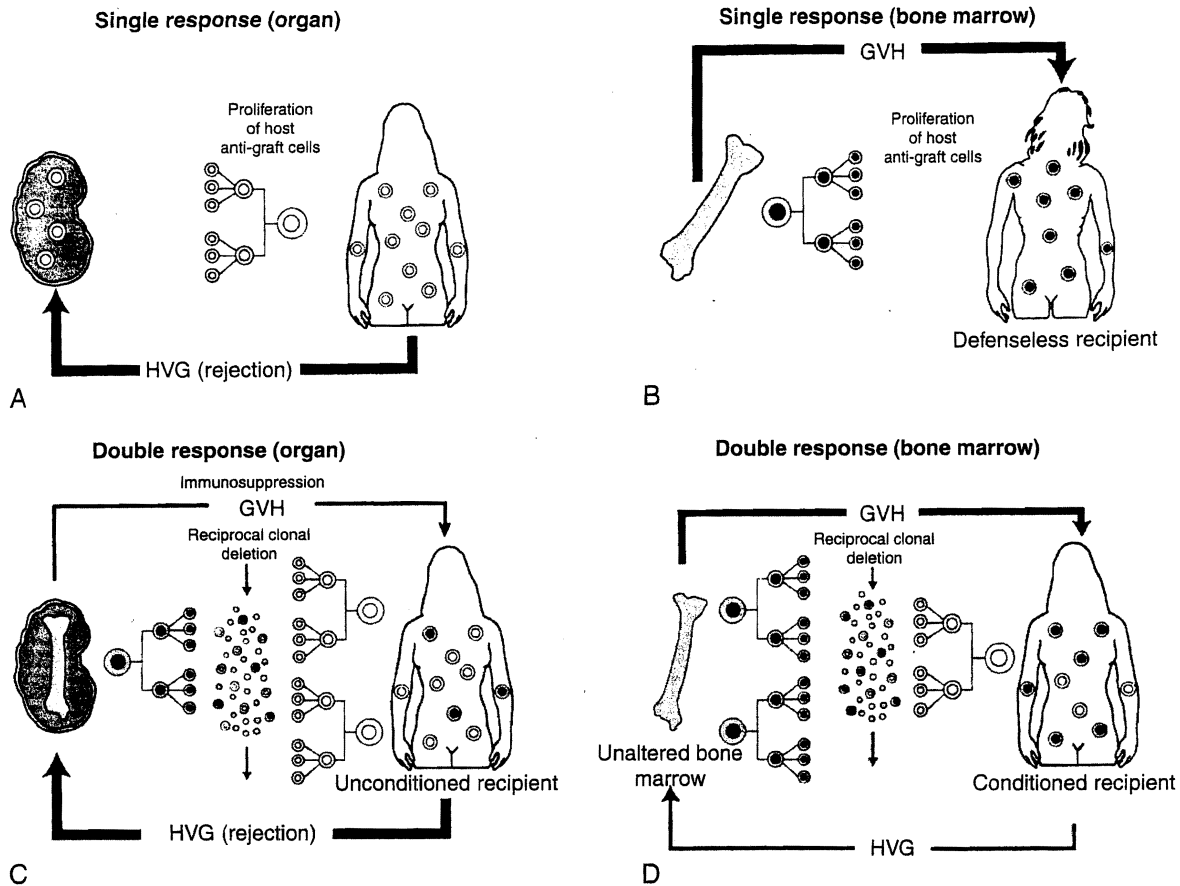 Single response (organ)
Proliferation
of host
anti-graft cells
HVG (rejection)
A
Single response (bone marrow)
GVH
Proliferation
of host
anti-graft cells
Defenseless recipient
B
Double response (organ)
Immunosuppression
GVH
Reciprocal clonal
deletion
Unconditioned recipient
HVG (rejection)
C
Double response (bone marrow)
GVH
Reciprocal clonal
deletion
Unaltered bone
marrow
Conditioned recipient
HVG
D